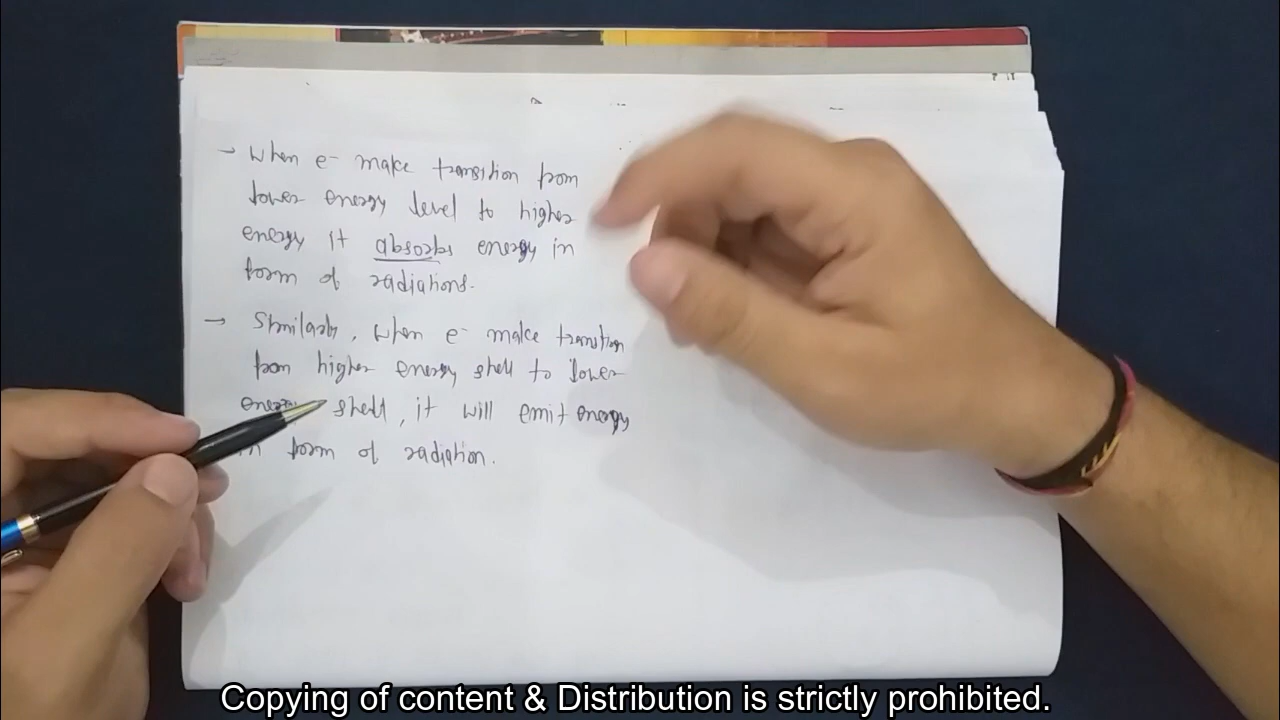 → When e- make transition from
lower energy level to higher
energy it absorbs energy in
form of radiations.
→ Similarly, when e- make transition
from higher energy shell to lower
energy shell, it will emit energy
in form of radiation.
Copying of content & Distribution is strictly prohibited.